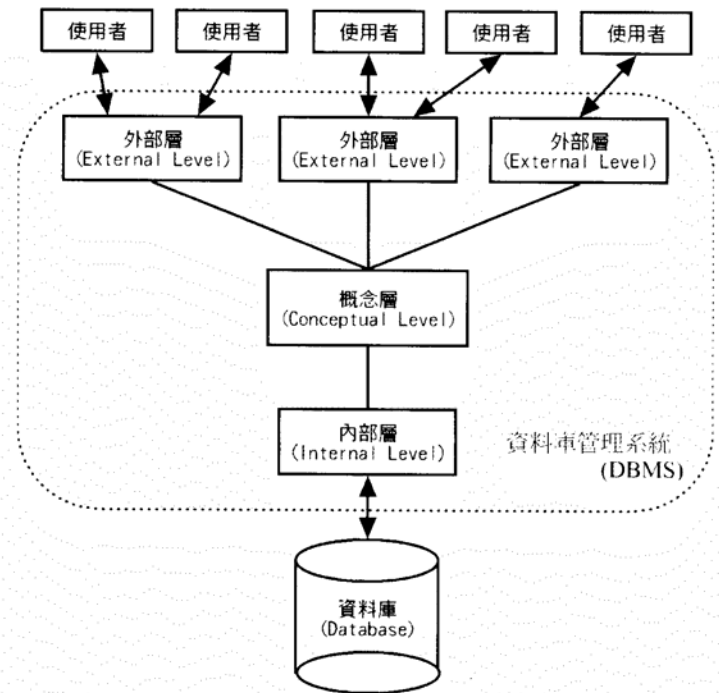 使用者 使用者 使用者 使用者 使用者
外部層 外部層 外部層
(External Level) (External Level) (External Level)
概念層
(Conceptual Level)
內部層
(Internal Level)
資料庫管理系統
(DBMS)
資料庫
(Database)